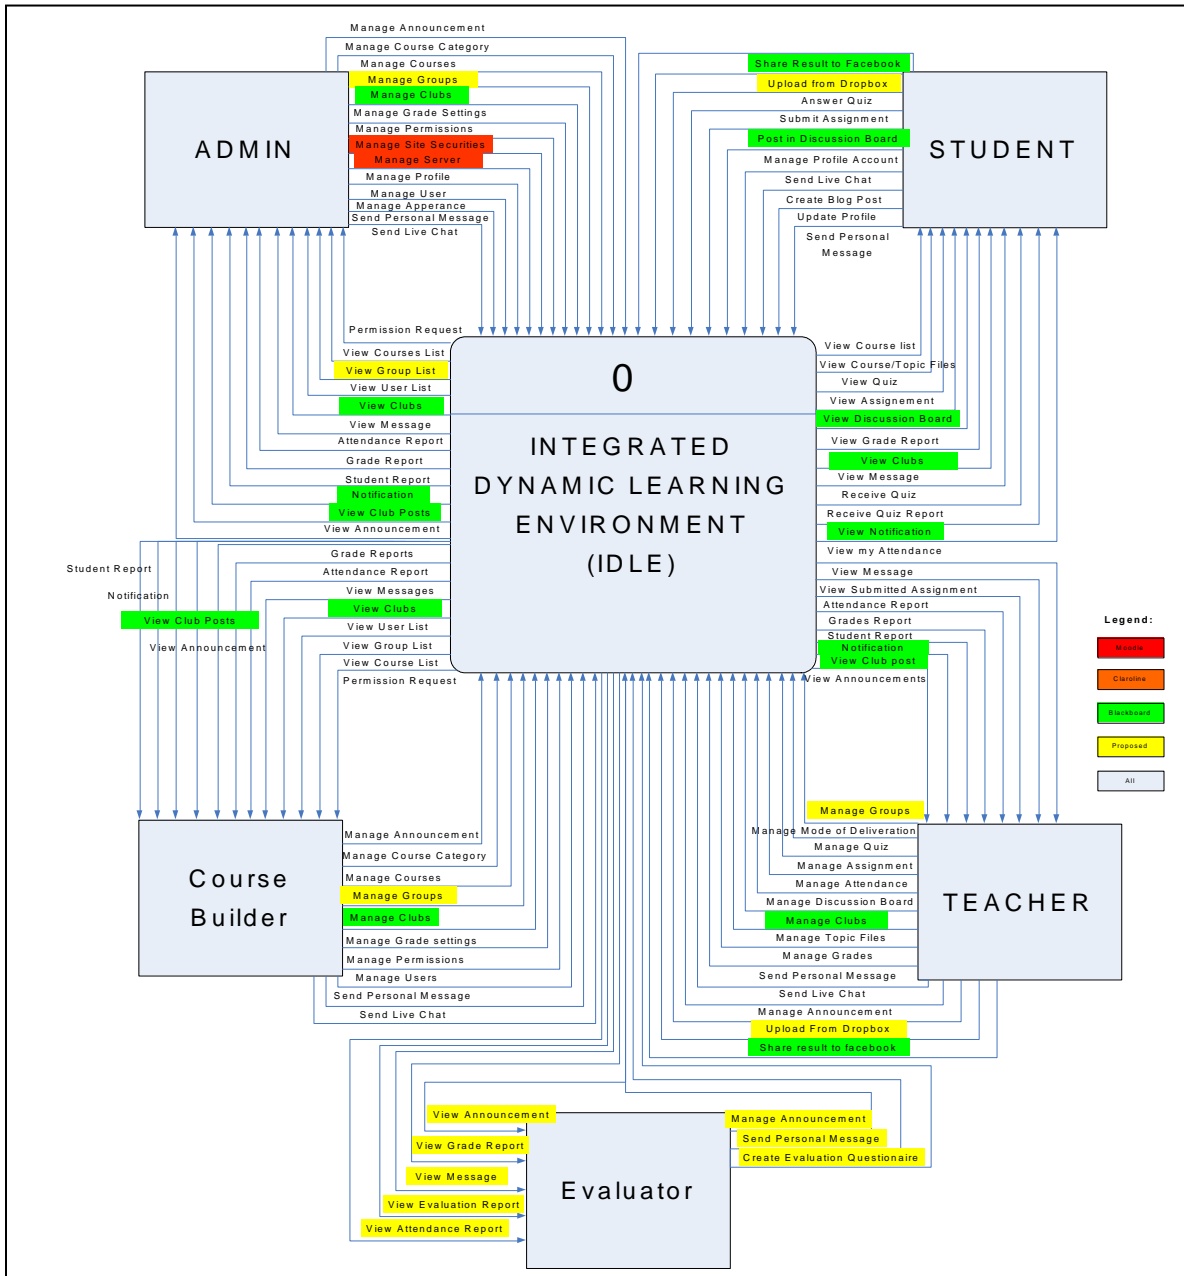 Manage Announcement
Manage Course Category
Manage Courses
Manage Groups
Manage Clubs
Manage Grade Settings
Manage Permissions
Manage Site Securities
Manage Server
Manage Profile
Manage User
Manage Apperance
Send Personal Message
Send Live Chat
ADMIN
Share Result to Facebook
Upload from Dropbox
Answer Quiz
Submit Assignment
Post in Discussion Board
Manage Profile Account
Send Live Chat
Create Blog Post
Update Profile
Send Personal
Message
STUDENT
Permission Request
View Courses List
View Group List
View User List
View Clubs
View Message
Attendance Report
Grade Report
Student Report
Notification
View Club Posts
View Announcement
0
INTEGRATED
DYNAMIC LEARNING
ENVIRONMENT
(IDLE)
View Course list
View Course/Topic Files
View Quiz
View Assignement
View Discussion Board
View Grade Report
View Clubs
View Message
Receive Quiz
Receive Quiz Report
View Notification
View my Attendance
Student Report
Notification
View Club Posts
View Announcement
Grade Reports
Attendance Report
View Messages
View Clubs
View User List
View Group List
View Course List
Permission Request
View Message
View Submitted Assignment
Attendance Report
Grades Report
Student Report
Notification
View Club post
View Announcements
Legend:
Moodle
Claroline
Blackboard
Proposed
All
Course
Builder
Manage Announcement
Manage Course Category
Manage Courses
Manage Groups
Manage Clubs
Manage Grade settings
Manage Permissions
Manage Users
Send Personal Message
Send Live Chat
Manage Groups
Manage Mode of Deliveration
Manage Quiz
Manage Assignment
Manage Attendance
Manage Discussion Board
Manage Clubs
Manage Topic Files
Manage Grades
Send Personal Message
Send Live Chat
Manage Announcement
Upload From Dropbox
Share result to facebook
TEACHER
View Announcement
View Grade Report
View Message
View Evaluation Report
View Attendance Report
Evaluator
Manage Announcement
Send Personal Message
Create Evaluation Questionaire